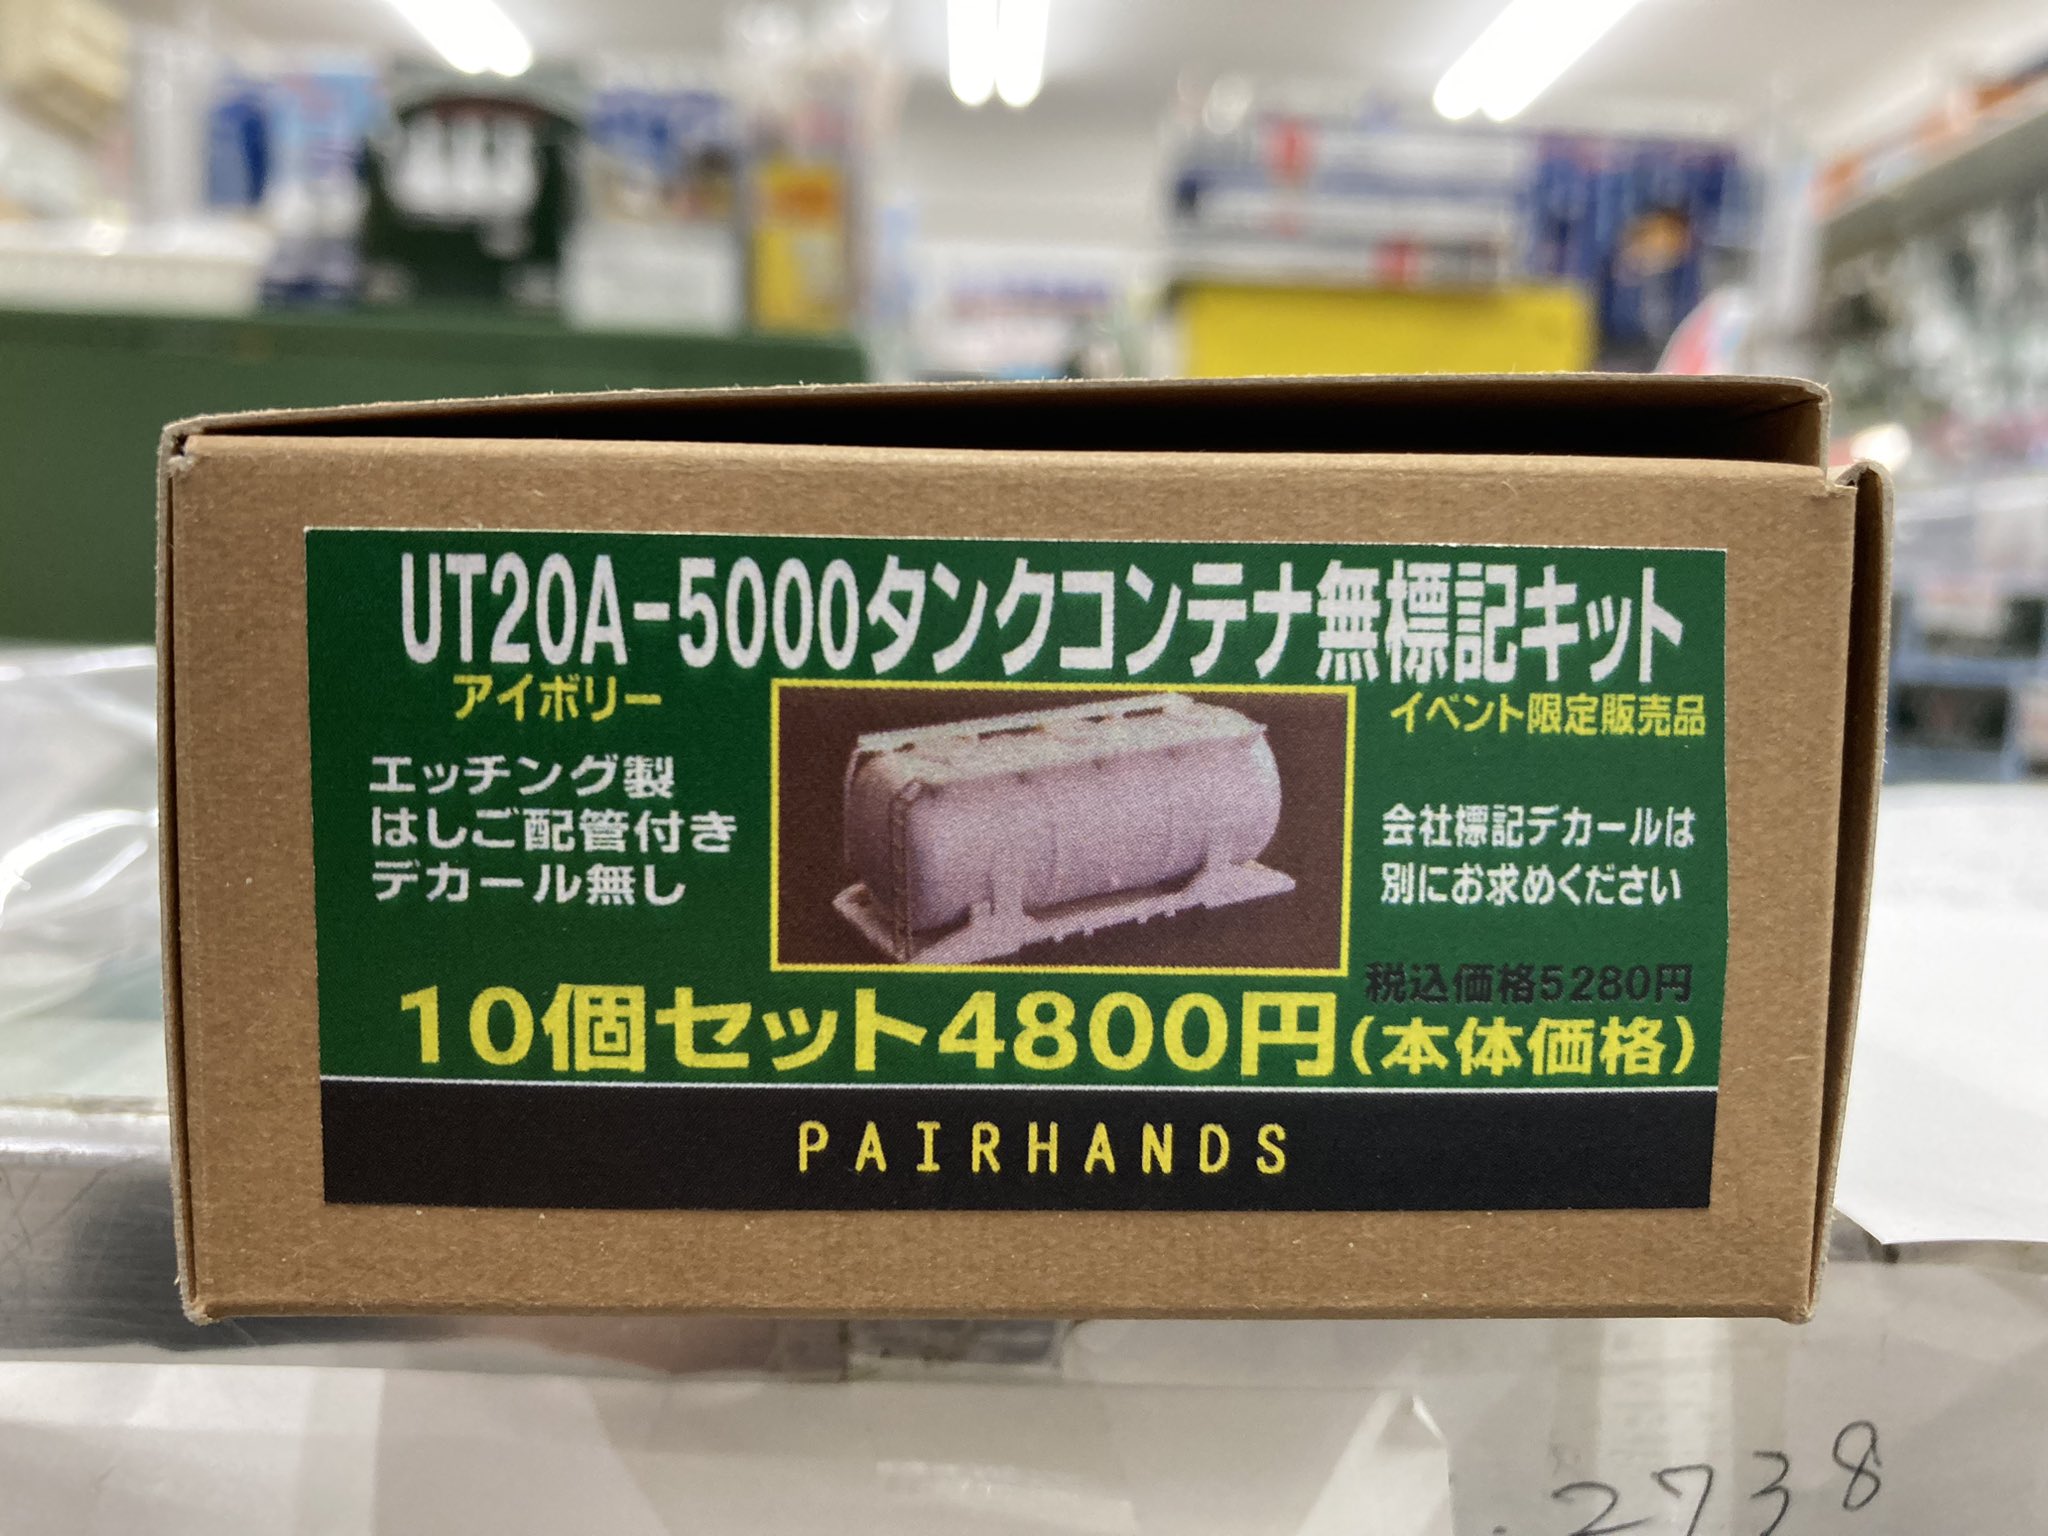 UT20A-5000タンクコンテナ無標記キット
アイボリー
イベント限定販売品
エッチング製
はしご配管付き
デカール無し
会社標記デカールは
別にお求めください
税込価格5280円
10個セット4800円(本体価格)
PAIRHANDS
2738